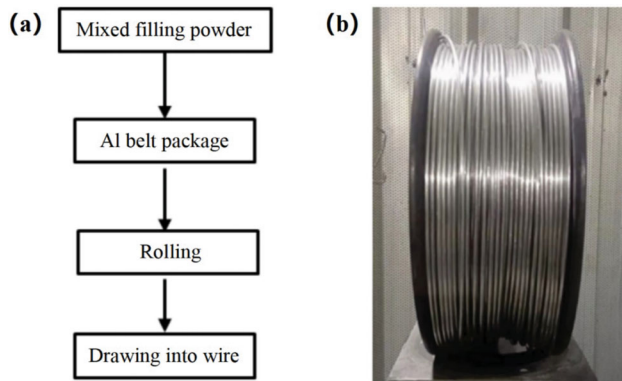 (a)
Mixed filling powder
Al belt package
Rolling
Drawing into wire
(b)